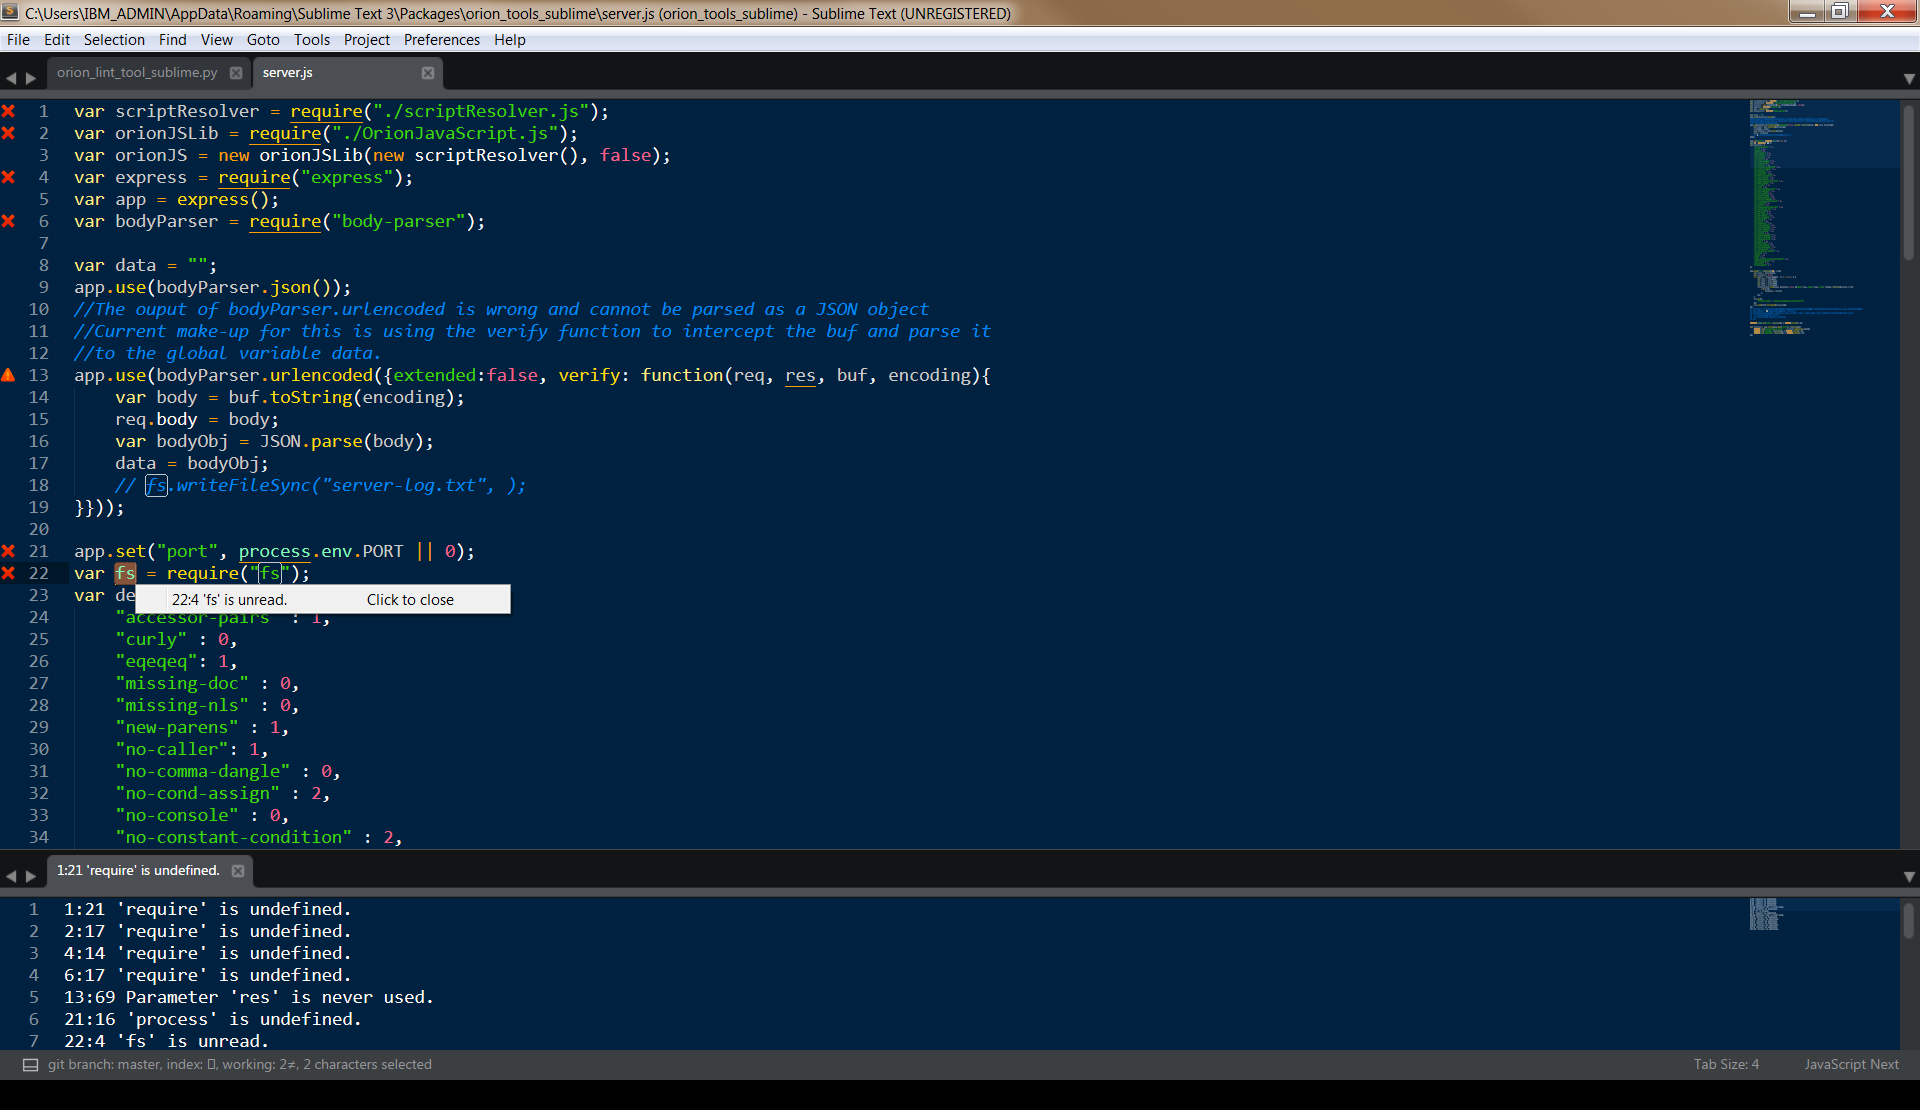 C:\Users\IBM_ADMIN\AppData\Roaming\Sublime Text 3\Packages\orion_tools_sublime\server.js (orion_tools_sublime) - Sublime Text (UNREGISTERED)
File Edit Selection Find View Goto Tools Project Preferences Help
orion_lint_tool_sublime.py server.js
1 var scriptResolver = require("./scriptResolver.js");
2 var orionJSLib = require("./OrionJavaScript.js");
3 var orionJS = new orionJSLib(new scriptResolver(), false);
4 var express = require("express");
5 var app = express();
6 var bodyParser = require("body-parser");
7
8 var data = "";
9 app.use(bodyParser.json());
10 //The ouput of bodyParser.urlencoded is wrong and cannot be parsed as a JSON object
11 //Current make-up for this is using the verify function to intercept the buf and parse it
12 //to the global variable data.
13 app.use(bodyParser.urlencoded({extended:false, verify: function(req, res, buf, encoding){
14 var body = buf.toString(encoding);
15 req.body = body;
16 var bodyObj = JSON.parse(body);
17 data = bodyObj;
18 // fs.writeFileSync("server-log.txt", );
19 }}));
20
21 app.set("port", process.env.PORT || 0);
22 var fs = require("fs");
23 var de
22:4 'fs' is unread. Click to close
24 "accessor-pairs" : 1,
25 "curly" : 0,
26 "eqeqeq": 1,
27 "missing-doc" : 0,
28 "missing-nls" : 0,
29 "new-parens" : 1,
30 "no-caller": 1,
31 "no-comma-dangle" : 0,
32 "no-cond-assign" : 2,
33 "no-console" : 0,
34 "no-constant-condition" : 2,
1:21 'require' is undefined.
1 1:21 'require' is undefined.
2 2:17 'require' is undefined.
3 4:14 'require' is undefined.
4 6:17 'require' is undefined.
5 13:69 Parameter 'res' is never used.
6 21:16 'process' is undefined.
7 22:4 'fs' is unread.
git branch: master, index: ▯, working: 2≠, 2 characters selected Tab Size: 4 JavaScript Next